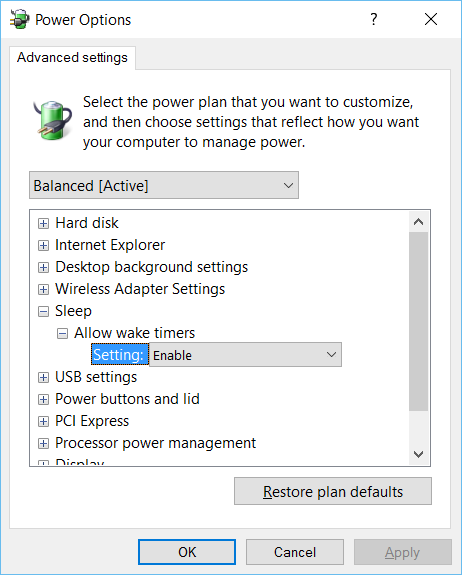 Power Options
?
Advanced settings
Select the power plan that you want to customize,
and then choose settings that reflect how you want
your computer to manage power.
Balanced [Active]
Hard disk
Internet Explorer
Desktop background settings
Wireless Adapter Settings
Sleep
Allow wake timers
Setting: Enable
USB settings
Power buttons and lid
PCI Express
Processor power management
Display
Restore plan defaults
OK Cancel Apply